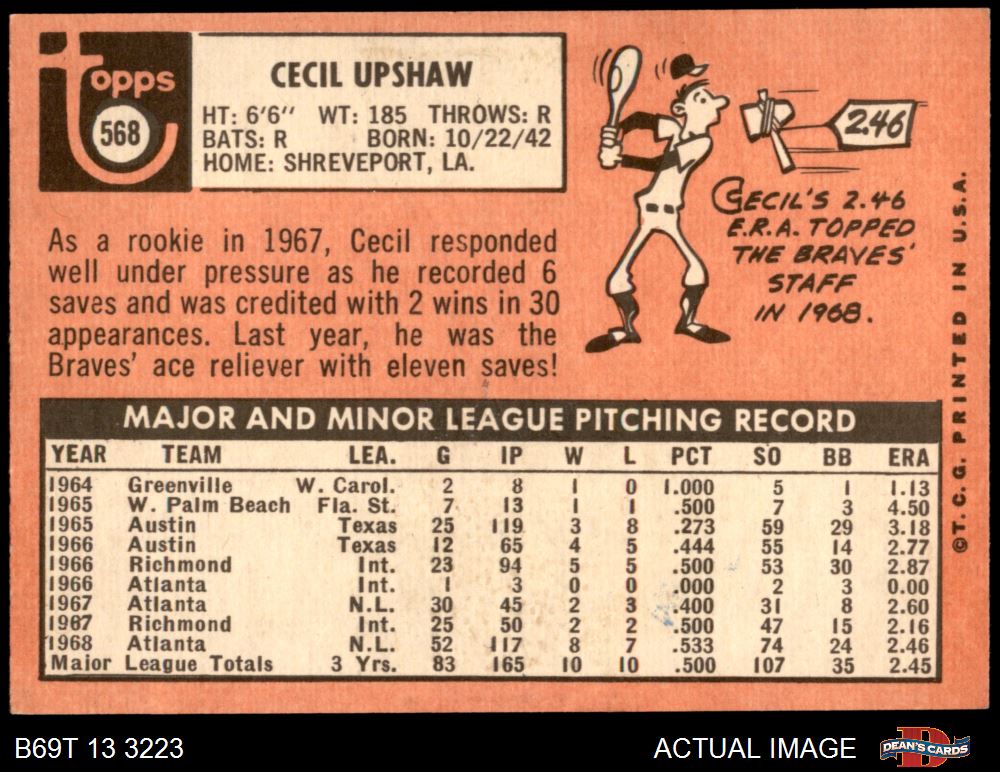 Topps
568
CECIL UPSHAW
HT: 6'6" WT: 185 THROWS: R
BATS: R BORN: 10/22/42
HOME: SHREVEPORT, LA.
As a rookie in 1967, Cecil responded
well under pressure as he recorded 6
saves and was credited with 2 wins in 30
appearances. Last year, he was the
Braves' ace reliever with eleven saves!
2.46
CECIL'S 2.46
E.R.A. TOPPED
THE BRAVES'
STAFF
IN 1968.
MAJOR AND MINOR LEAGUE PITCHING RECORD
YEAR TEAM LEA. G IP W L PCT SO BB ERA
1964 Greenville W. Carol. 2 8 1 0 1.000 5 1 1.13
1965 W. Palm Beach Fla. St. 7 13 1 1 .500 7 3 4.50
1965 Austin Texas 25 119 3 8 .273 59 29 3.18
1966 Austin Texas 12 65 4 5 .444 55 14 2.77
1966 Richmond Int. 23 94 5 5 .500 53 30 2.87
1966 Atlanta Int. 1 3 0 0 .000 2 3 0.00
1967 Atlanta N.L. 30 45 2 3 .400 31 8 2.60
1967 Richmond Int. 25 50 2 2 .500 47 15 2.16
1968 Atlanta N.L. 52 117 8 7 .533 74 24 2.46
Major League Totals 3 Yrs. 83 165 10 10 .500 107 35 2.45
©T. C. G. PRINTED IN U.S.A.
B69T 13 3223 ACTUAL IMAGE
D
DEAN'S CARDS